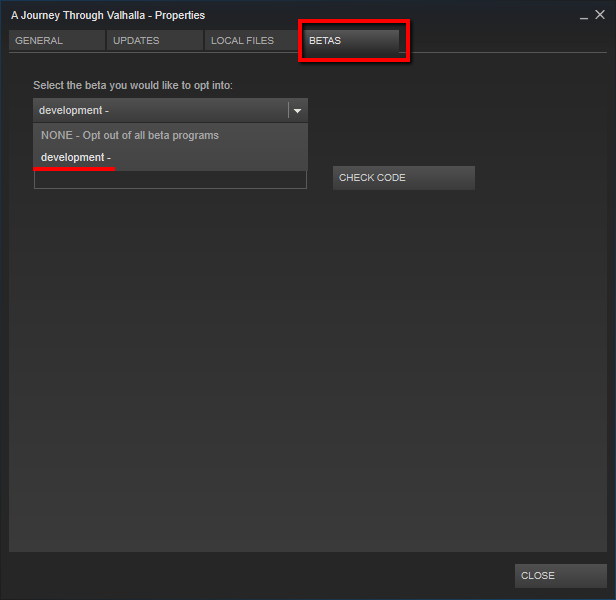 A Journey Through Valhalla - Properties
GENERAL UPDATES LOCAL FILES BETAS
Select the beta you would like to opt into:
development -
NONE - Opt out of all beta programs
development -
CHECK CODE
CLOSE